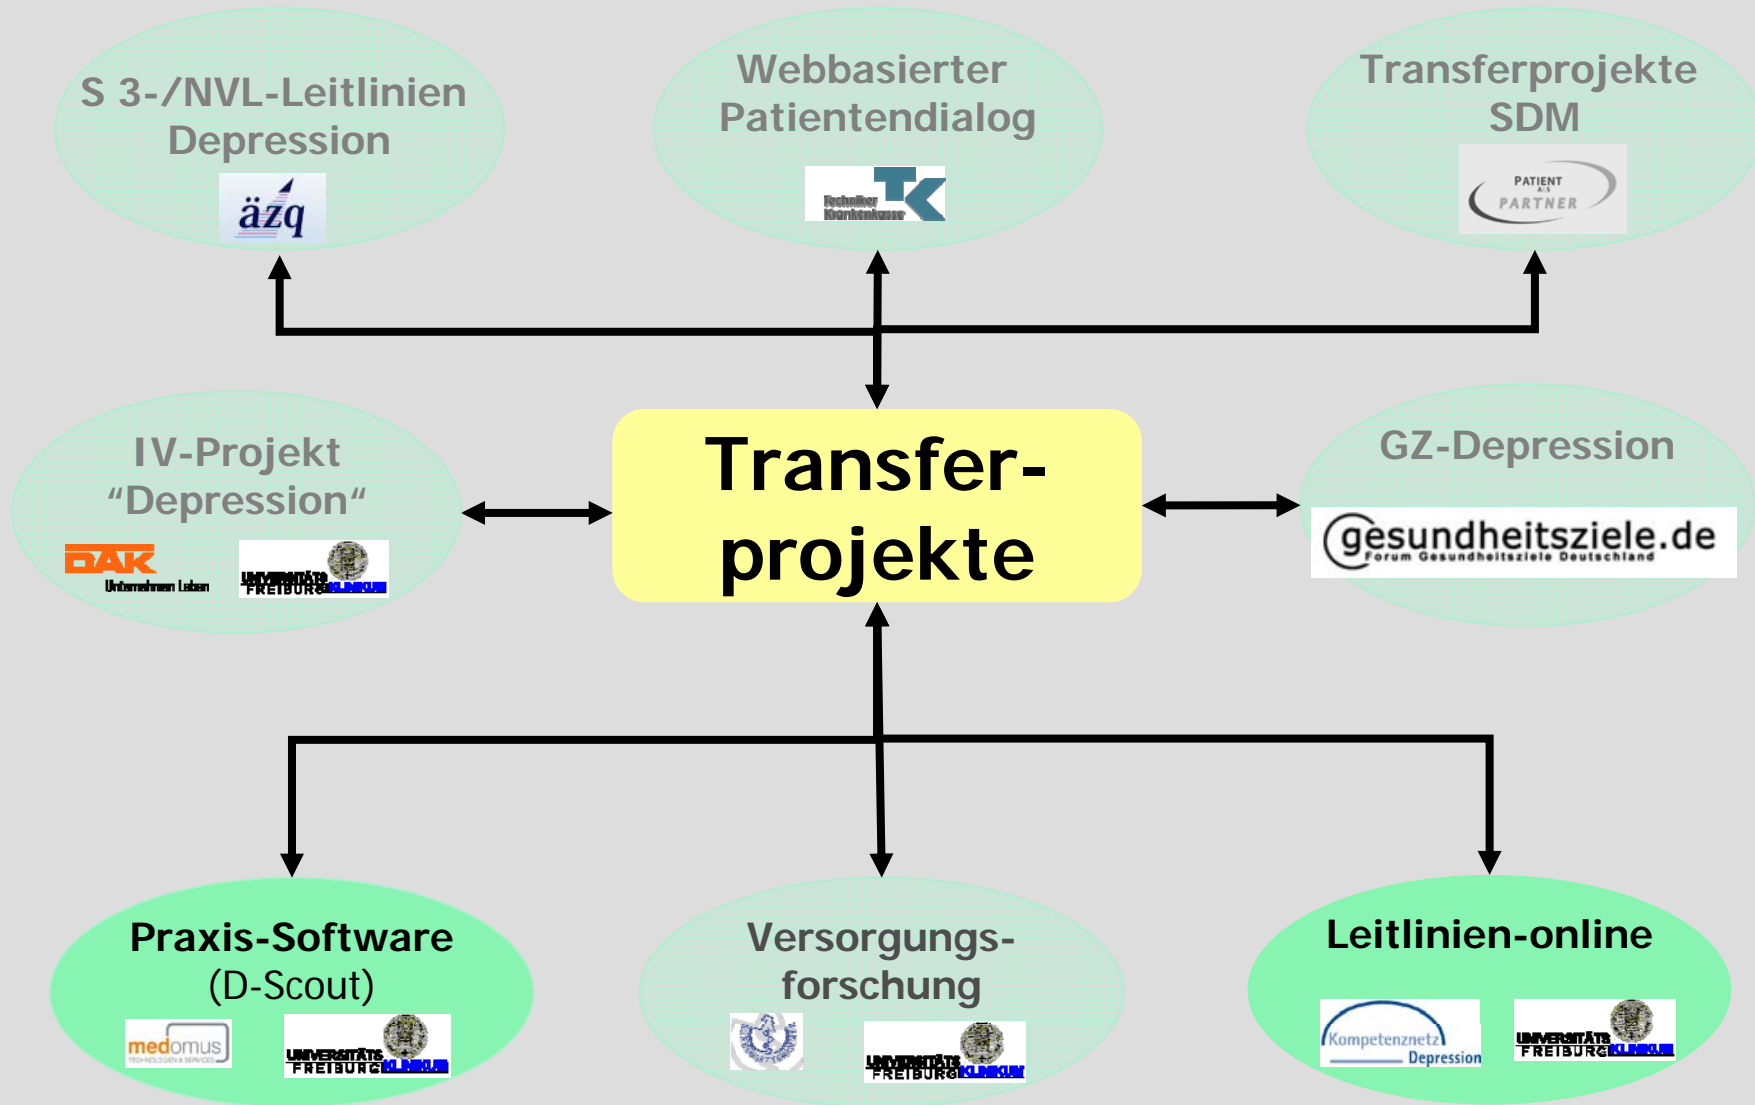 S 3-/NVL-Leitlinien
Depression
äzq
Webbasierter
Patientendialog
TK
Techniker
Krankenkasse
Transferprojekte
SDM
PATIENT
ALS
PARTNER
IV-Projekt
“Depression“
DAK
Unternehmen Leben
UNIVERSITÄTS
FREIBURG KLINIKUM
Transfer-
projekte
GZ-Depression
gesundheitsziele.de
Forum Gesundheitsziele Deutschland
Praxis-Software
(D-Scout)
medomus
TECHNOLOGIEN & SERVICES
UNIVERSITÄTS
FREIBURG KLINIKUM
Versorgungs-
forschung
UNIVERSITÄTS
FREIBURG KLINIKUM
Leitlinien-online
Kompetenznetz
Depression
UNIVERSITÄTS
FREIBURG KLINIKUM